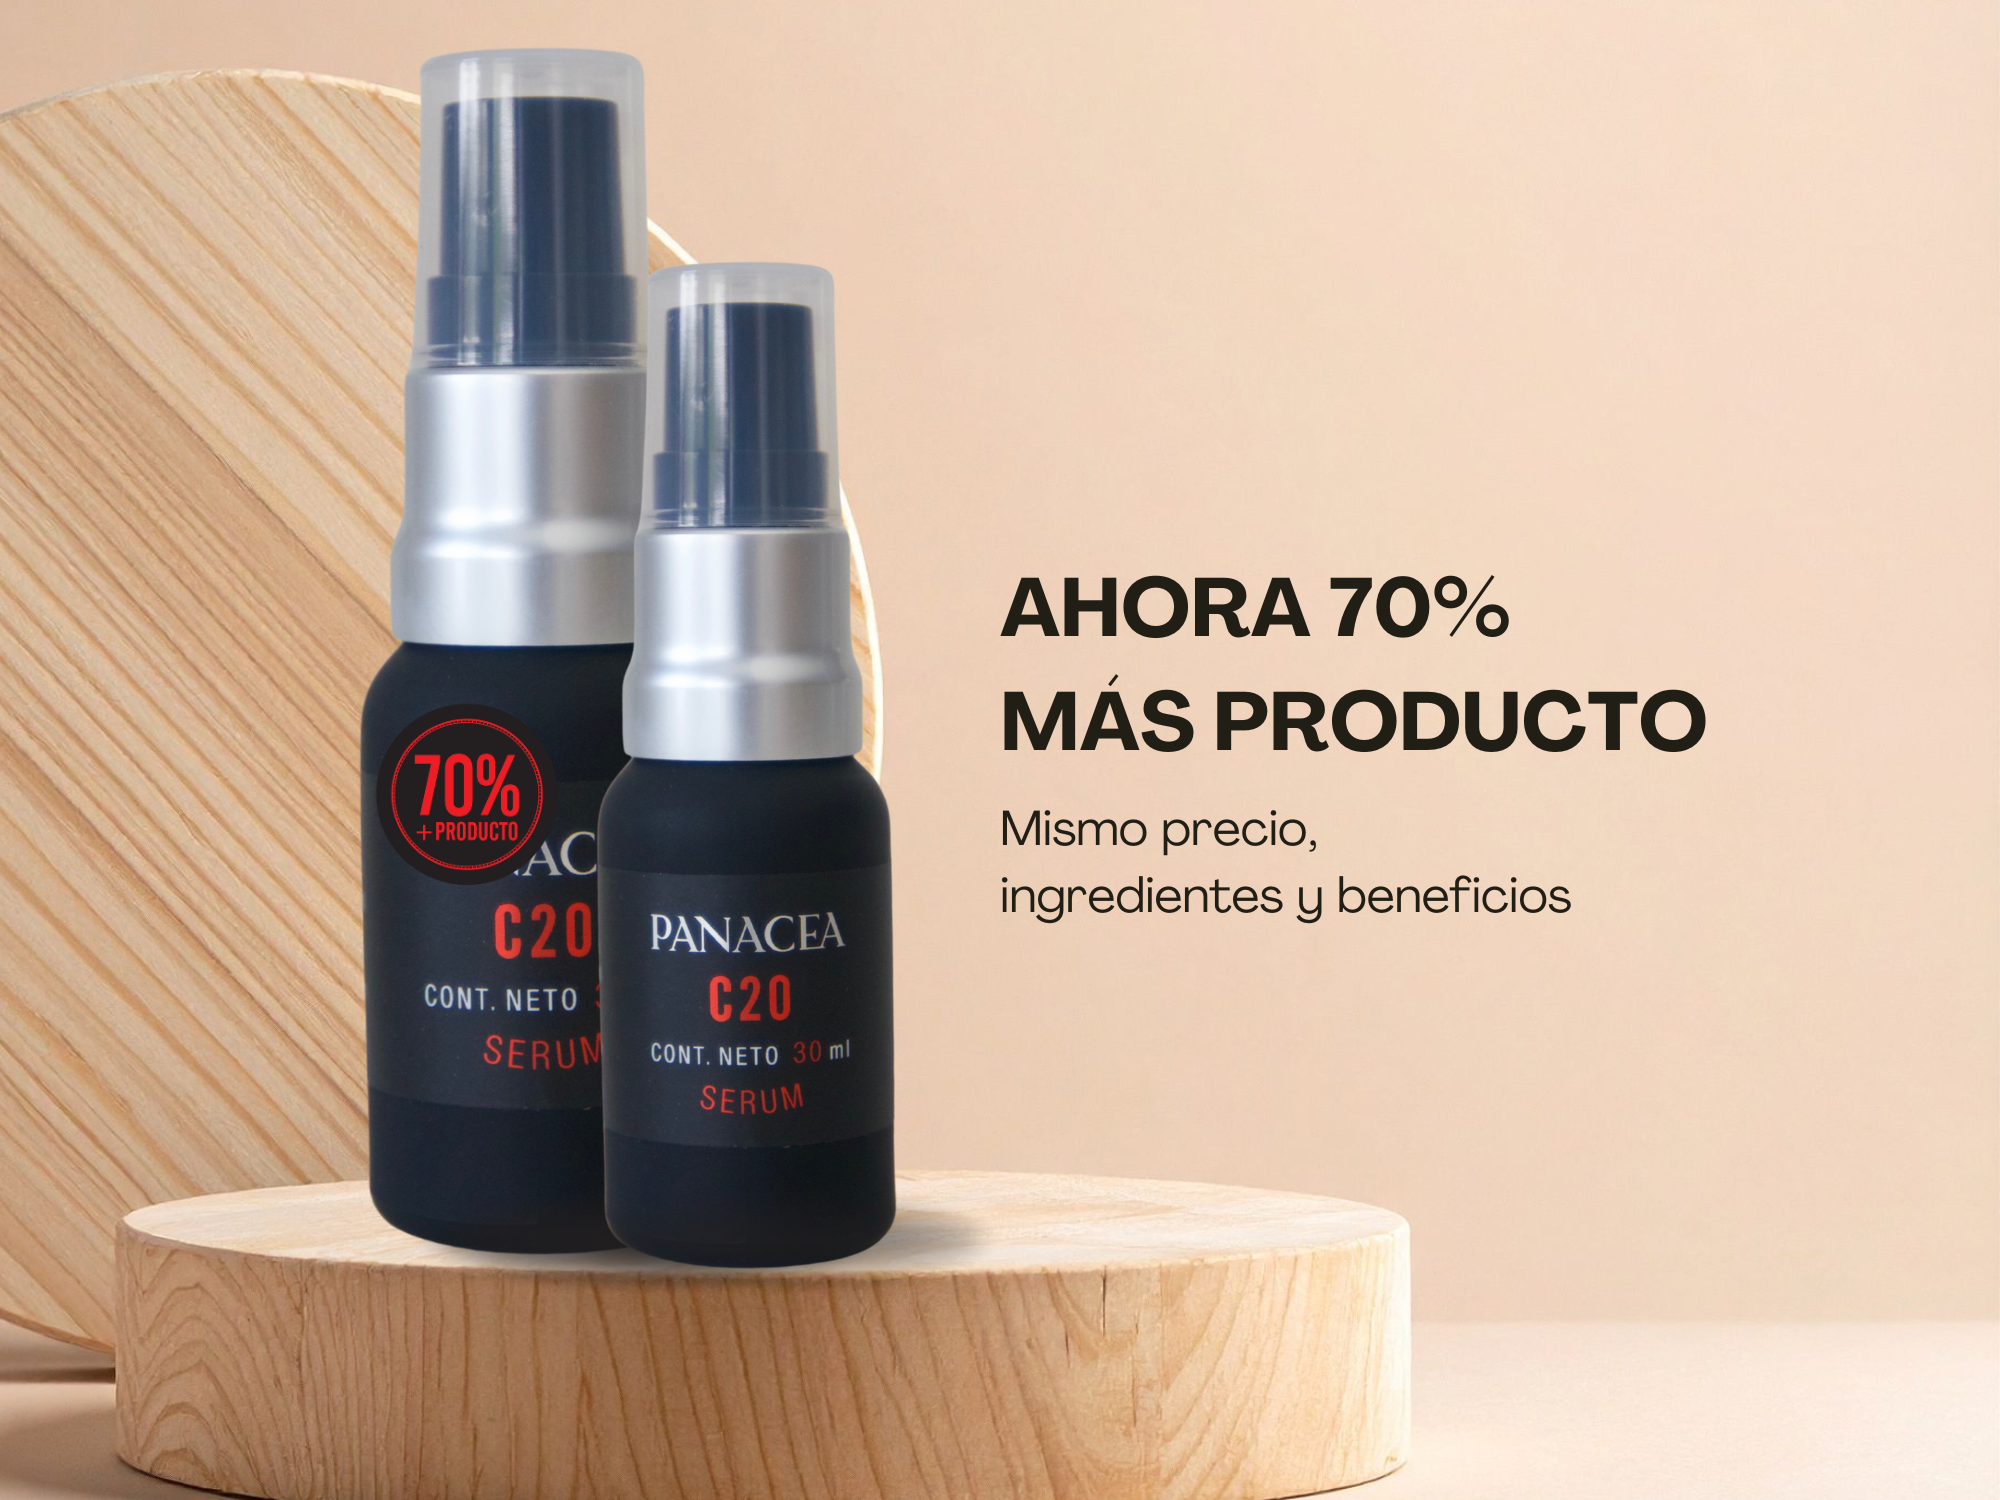 70%
+PRODUCTO
C20
CONT. NETO
SERUM
PANACEA
C20
CONT. NETO 30 ml
SERUM
AHORA 70%
MÁS PRODUCTO
Mismo precio,
ingredientes y beneficios